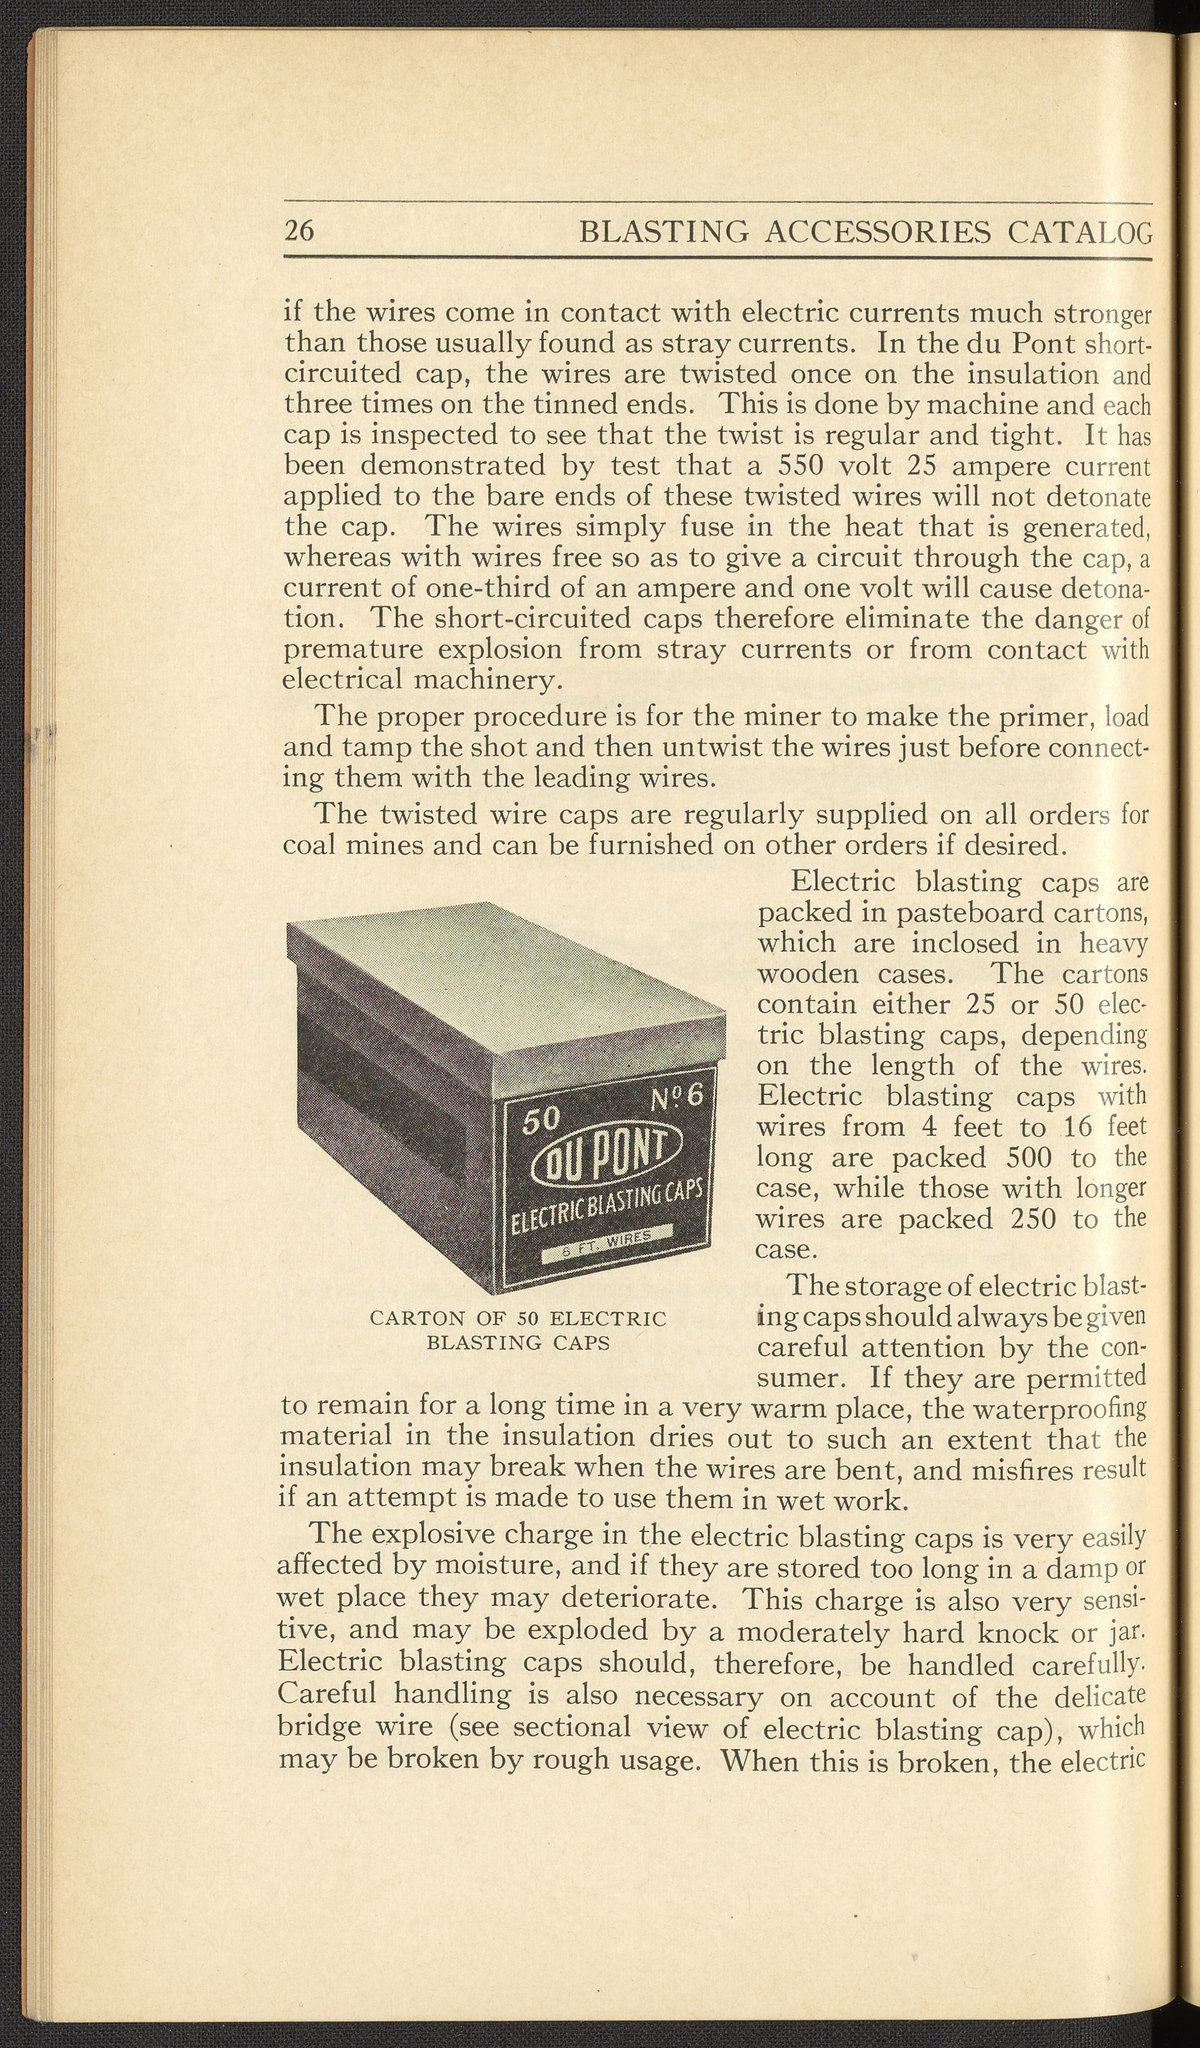 26 BLASTING ACCESSORIES CATALOG
if the wires come in contact with electric currents much stronger
than those usually found as stray currents. In the du Pont short-
circuited cap, the wires are twisted once on the insulation and
three times on the tinned ends. This is done by machine and each
cap is inspected to see that the twist is regular and tight. It has
been demonstrated by test that a 550 volt 25 ampere current
applied to the bare ends of these twisted wires will not detonate
the cap. The wires simply fuse in the heat that is generated,
whereas with wires free so as to give a circuit through the cap, a
current of one-third of an ampere and one volt will cause detona-
tion. The short-circuited caps therefore eliminate the danger of
premature explosion from stray currents or from contact with
electrical machinery.
The proper procedure is for the miner to make the primer, load
and tamp the shot and then untwist the wires just before connect-
ing them with the leading wires.
The twisted wire caps are regularly supplied on all orders for
coal mines and can be furnished on other orders if desired.
50 Nº 6
DU PONT
ELECTRIC BLASTING CAPS
6 FT. WIRES
CARTON OF 50 ELECTRIC
BLASTING CAPS
Electric blasting caps are
packed in pasteboard cartons,
which are inclosed in heavy
wooden cases. The cartons
contain either 25 or 50 elec-
tric blasting caps, depending
on the length of the wires.
Electric blasting caps with
wires from 4 feet to 16 feet
long are packed 500 to the
case, while those with longer
wires are packed 250 to the
case.
The storage of electric blast-
ing caps should always be given
careful attention by the con-
sumer. If they are permitted
to remain for a long time in a very warm place, the waterproofing
material in the insulation dries out to such an extent that the
insulation may break when the wires are bent, and misfires result
if an attempt is made to use them in wet work.
The explosive charge in the electric blasting caps is very easily
affected by moisture, and if they are stored too long in a damp or
wet place they may deteriorate. This charge is also very sensi-
tive, and may be exploded by a moderately hard knock or jar.
Electric blasting caps should, therefore, be handled carefully.
Careful handling is also necessary on account of the delicate
bridge wire (see sectional view of electric blasting cap), which
may be broken by rough usage. When this is broken, the electric